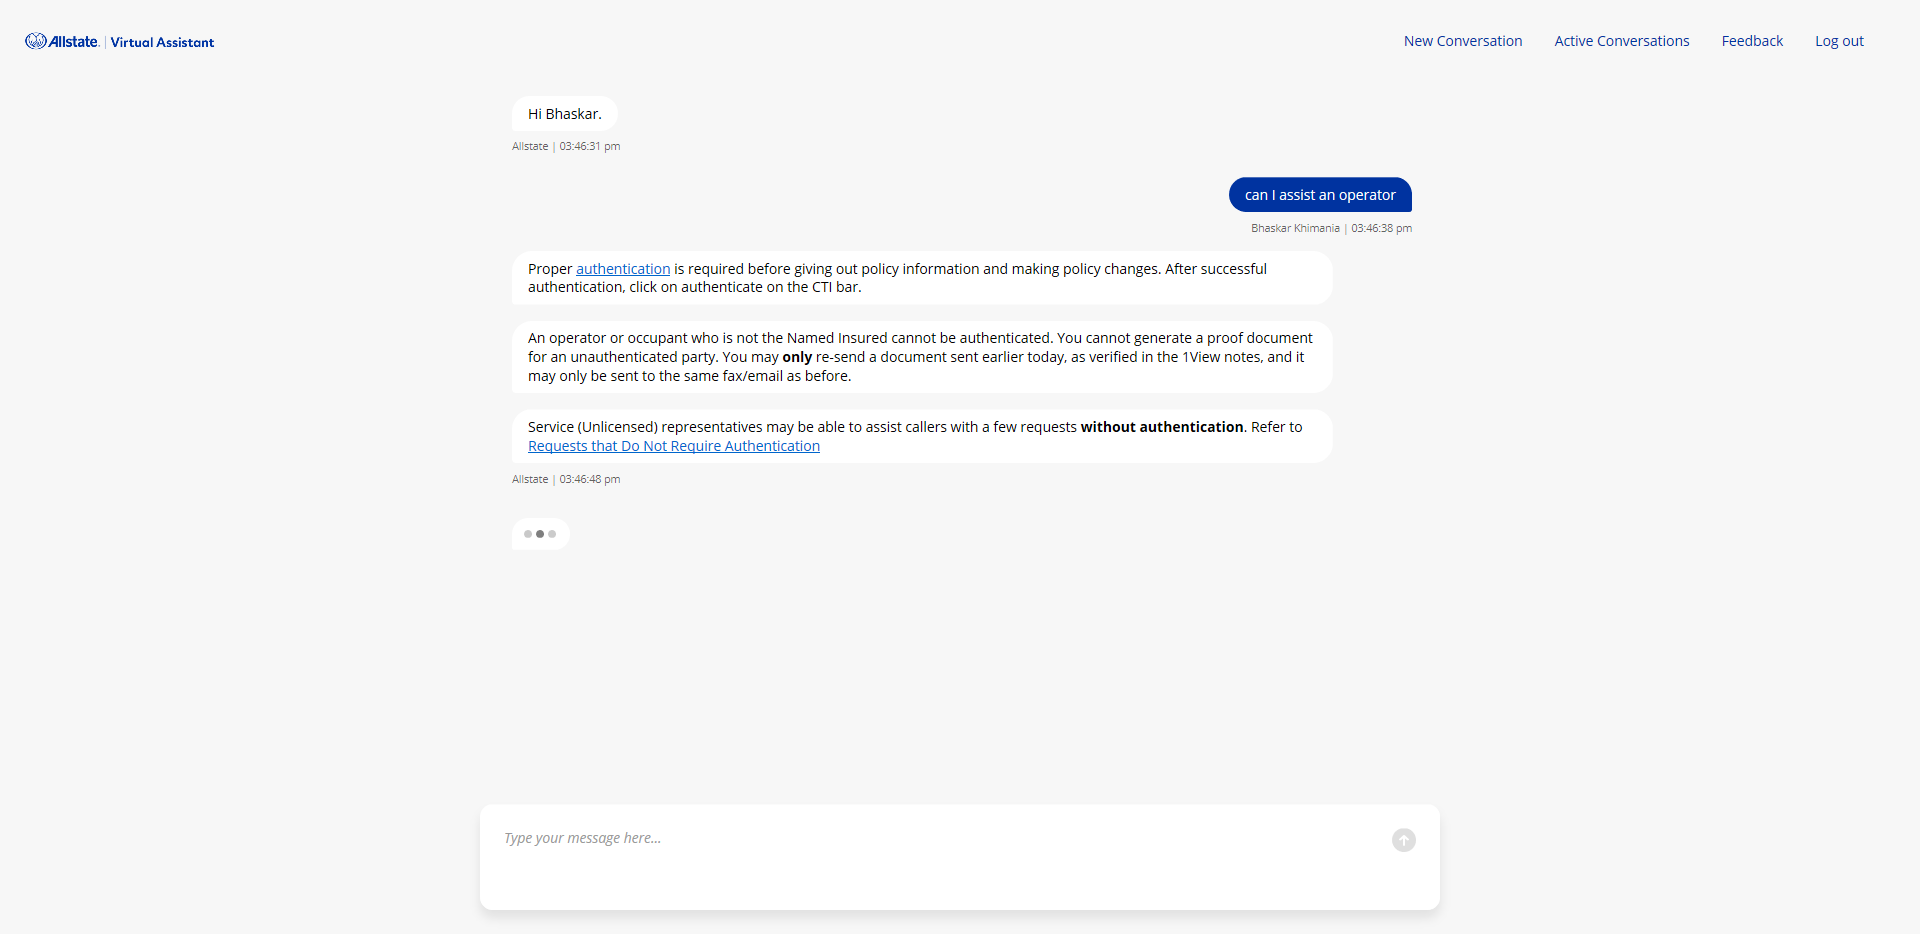 Allstate. | Virtual Assistant
New Conversation Active Conversations Feedback Log out
Hi Bhaskar.
Allstate | 03:46:31 pm
can I assist an operator
Bhaskar Khimania | 03:46:38 pm
Proper authentication is required before giving out policy information and making policy changes. After successful
authentication, click on authenticate on the CTI bar.
An operator or occupant who is not the Named Insured cannot be authenticated. You cannot generate a proof document
for an unauthenticated party. You may only re-send a document sent earlier today, as verified in the 1View notes, and it
may only be sent to the same fax/email as before.
Service (Unlicensed) representatives may be able to assist callers with a few requests without authentication. Refer to
Requests that Do Not Require Authentication
Allstate | 03:46:48 pm
Type your message here...